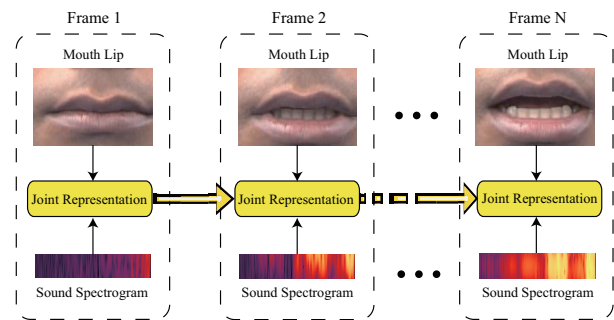 Frame 1
Frame 2
Frame N
Mouth Lip
Mouth Lip
Mouth Lip
Joint Representation
Joint Representation
Joint Representation
Sound Spectrogram
Sound Spectrogram
Sound Spectrogram